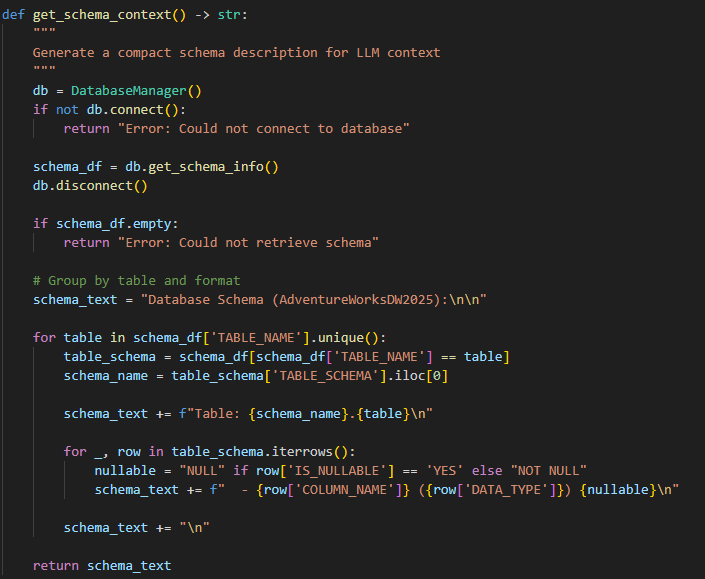 def get_schema_context() -> str:
    """
    Generate a compact schema description for LLM context
    """
    db = DatabaseManager()
    if not db.connect():
        return "Error: Could not connect to database"

    schema_df = db.get_schema_info()
    db.disconnect()

    if schema_df.empty:
        return "Error: Could not retrieve schema"

    # Group by table and format
    schema_text = "Database Schema (AdventureWorksDW2025):\n\n"

    for table in schema_df['TABLE_NAME'].unique():
        table_schema = schema_df[schema_df['TABLE_NAME'] == table]
        schema_name = table_schema['TABLE_SCHEMA'].iloc[0]

        schema_text += f"Table: {schema_name}.{table}\n"

        for _, row in table_schema.iterrows():
            nullable = "NULL" if row['IS_NULLABLE'] == 'YES' else "NOT NULL"
            schema_text += f"  - {row['COLUMN_NAME']} ({row['DATA_TYPE']}) {nullable}\n"

        schema_text += "\n"

    return schema_text